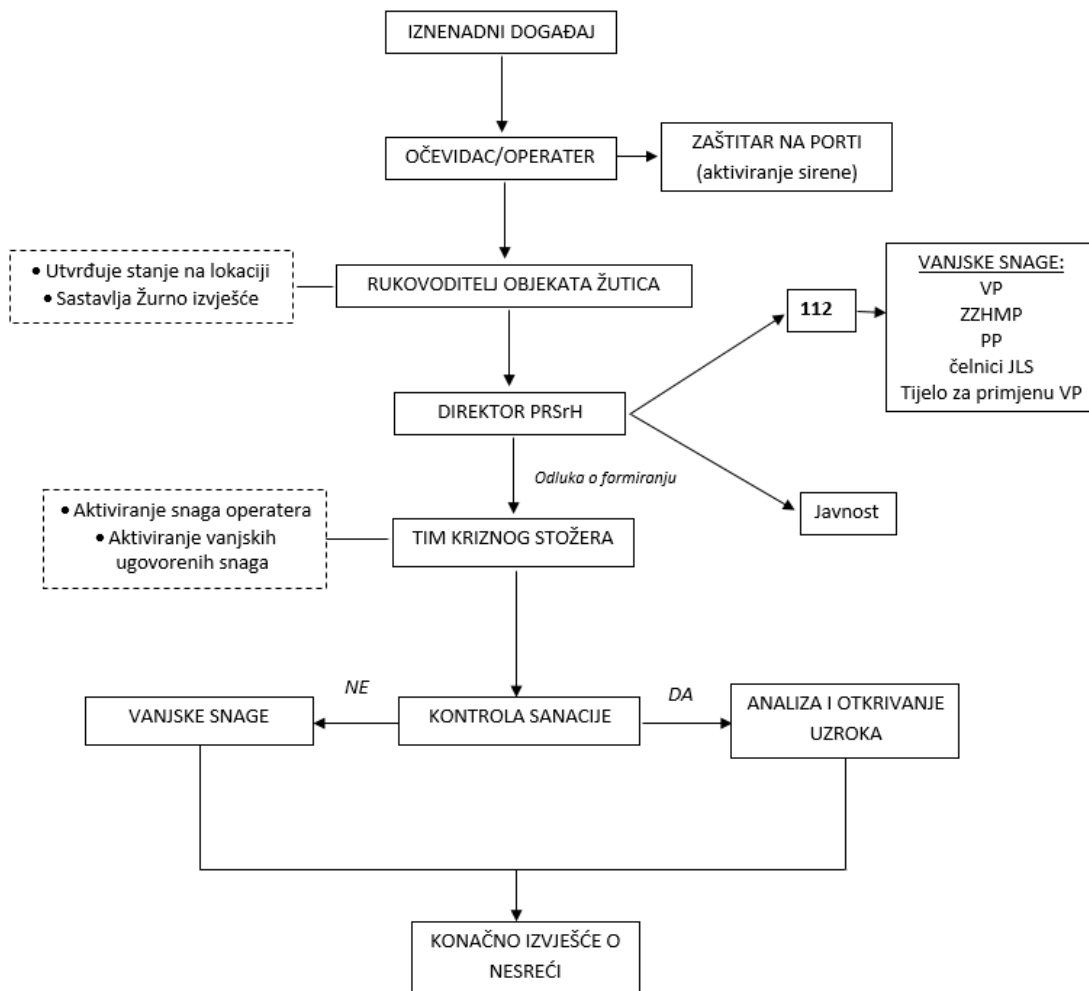 IZNENADNI DOGAĐAJ
OČEVIDAC/OPERATER
ZAŠTITAR NA PORTI
(aktiviranje sirene)
• Utvrđuje stanje na lokaciji
• Sastavlja Žurno izvješće
RUKOVODITELJ OBJEKATA ŽUTICA
112
VANJSKE SNAGE:
VP
ZZHMP
PP
čelnici JLS
Tijelo za primjenu VP
DIREKTOR PRSrH
Odluka o formiranju
Javnost
• Aktiviranje snaga operatera
• Aktiviranje vanjskih
ugovorenih snaga
TIM KRIZNOG STOŽERA
NE
DA
VANJSKE SNAGE
KONTROLA SANACIJE
ANALIZA I OTKRIVANJE
UZROKA
KONAČNO IZVJEŠĆE O
NESREĆI